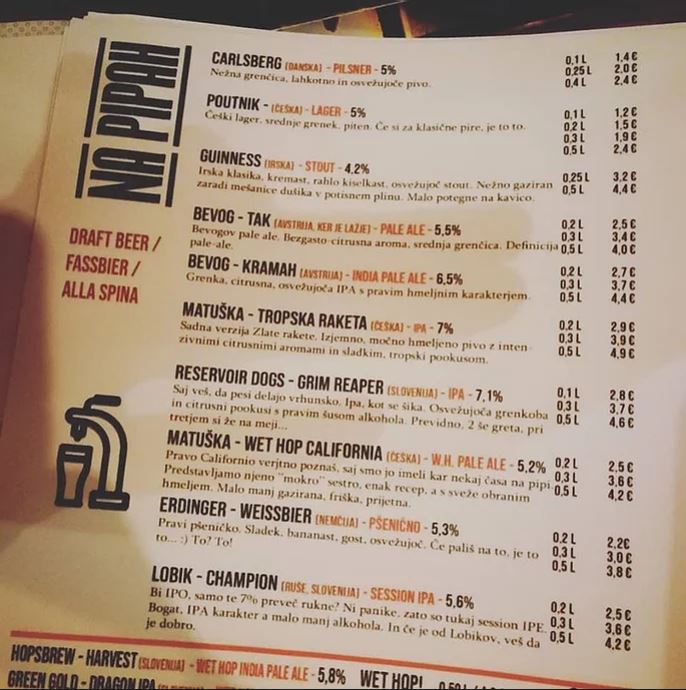 NA PIPAH
DRAFT BEER /
FASSBIER /
ALLA SPINA
CARLSBERG (DANSKA) - PILSNER - 5%
Nežna grenčica, lahkotno in osvežujoče pivo.
0,1 L 1,4 €
0,25 L 2,0 €
0,4 L 2,4 €
POUTNIK - (ČEŠKA) - LAGER - 5%
Češki lager, srednje grenek, piten. Če si za klasične pire, je to to.
0,1 L 1,2 €
0,2 L 1,5 €
0,3 L 1,9 €
0,5 L 2,4 €
GUINNESS (IRSKA) - STOUT - 4,2%
Irska klasika, kremast, rahlo kiselkast, osvežujoč stout. Nežno gaziran
zaradi mešanice dušika v potisnem plinu. Malo potegne na kavico.
0,25 L 3,2 €
0,5 L 4,4 €
BEVOG - TAK (AVSTRIJA, KER JE LAŽJE) - PALE ALE - 5,5%
Bevogov pale ale. Bezgasto-citrusna aroma, srednja grenčica. Definicija
pale-ale.
0,2 L 2,5 €
0,3 L 3,4 €
0,5 L 4,0 €
BEVOG - KRAMAH (AVSTRIJA) - INDIA PALE ALE - 6,5%
Grenka, citrusna, osvežujoča IPA s pravim hmeljnim karakterjem.
0,2 L 2,7 €
0,3 L 3,7 €
0,5 L 4,4 €
MATUŠKA - TROPSKA RAKETA (ČEŠKA) - IPA - 7%
Sadna verzija Zlate rakete. Izjemno, močno hmeljeno pivo z inten-
zivnimi citrusnimi aromami in sladkim, tropski pookusom.
0,2 L 2,9 €
0,3 L 3,9 €
0,5 L 4,9 €
RESERVOIR DOGS - GRIM REAPER (SLOVENIJA) - IPA - 7,1%
Saj veš, da pesi delajo vrhunsko. Ipa, kot se šika. Osvežujoča grenkoba
in citrusni pookusi s pravim šusom alkohola. Previdno, 2 še greta, pri
tretjem si že na meji...
0,1 L 2,8 €
0,3 L 3,7 €
0,5 L 4,6 €
MATUŠKA - WET HOP CALIFORNIA (ČEŠKA) - W.H. PALE ALE - 5,2%
Pravo Californio verjtno poznaš, saj smo jo imeli kar nekaj časa na pipi.
Predstavljamo njeno "mokro" sestro, enak recep, a s sveže obranim
hmeljem. Malo manj gazirana, friška, prijetna.
0,2 L 2,5 €
0,3 L 3,6 €
0,5 L 4,2 €
ERDINGER - WEISSBIER (NEMČIJA) - PŠENIČNO - 5,3%
Pravi pšeničko. Sladek, bananast, gost, osvežujoč. Če pališ na to, je to
to... :) To? To!
0,2 L 2,2€
0,3 L 3,0 €
0,5 L 3,8 €
LOBIK - CHAMPION (RUŠE, SLOVENIJA) - SESSION IPA - 5,6%
Bi IPO, samo te 7% preveč rukne? Ni panike, zato so tukaj session IPE.
Bogat, IPA karakter a malo manj alkohola. In če je od Lobikov, veš da
je dobro.
0,2 L 2,5 €
0,3 L 3,6 €
0,5 L 4,2 €
HOPSBREW - HARVEST (SLOVENIJA) - WET HOP INDIA PALE ALE - 5,8% WET HOP!
GREEN GOLD - DRAGON IPA